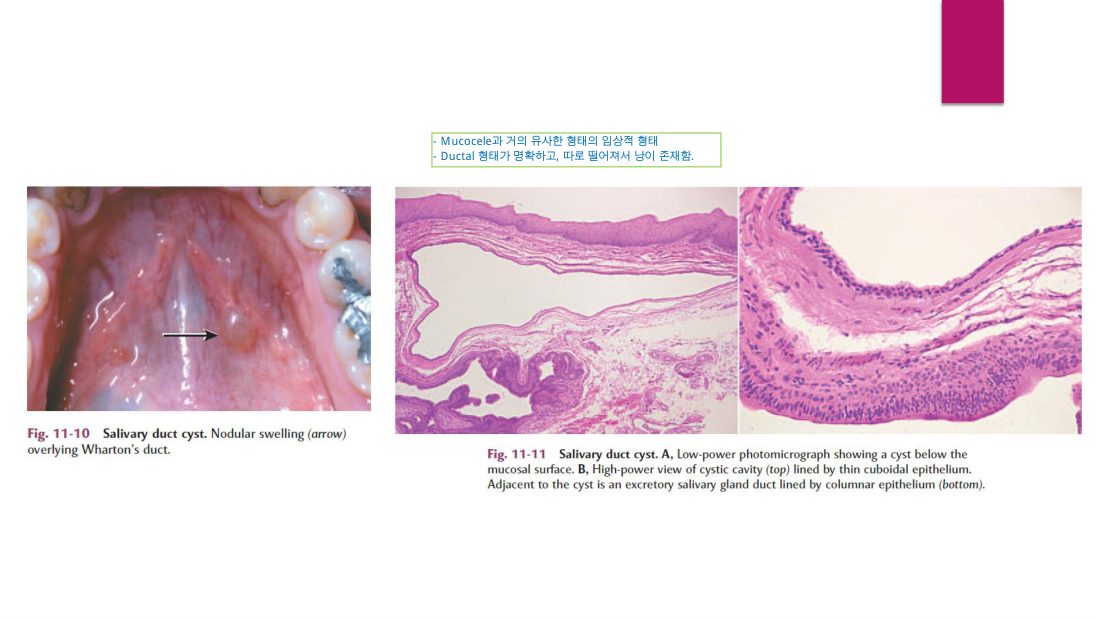 - Mucocele과 거의 유사한 형태의 임상적 형태
- Ductal 형태가 명확하고, 따로 떨어져서 낭이 존재함.
Fig. 11-10 Salivary duct cyst. Nodular swelling (arrow)
overlying Wharton's duct.
Fig. 11-11 Salivary duct cyst. A, Low-power photomicrograph showing a cyst below the
mucosal surface. B, High-power view of cystic cavity (top) lined by thin cuboidal epithelium.
Adjacent to the cyst is an excretory salivary gland duct lined by columnar epithelium (bottom).